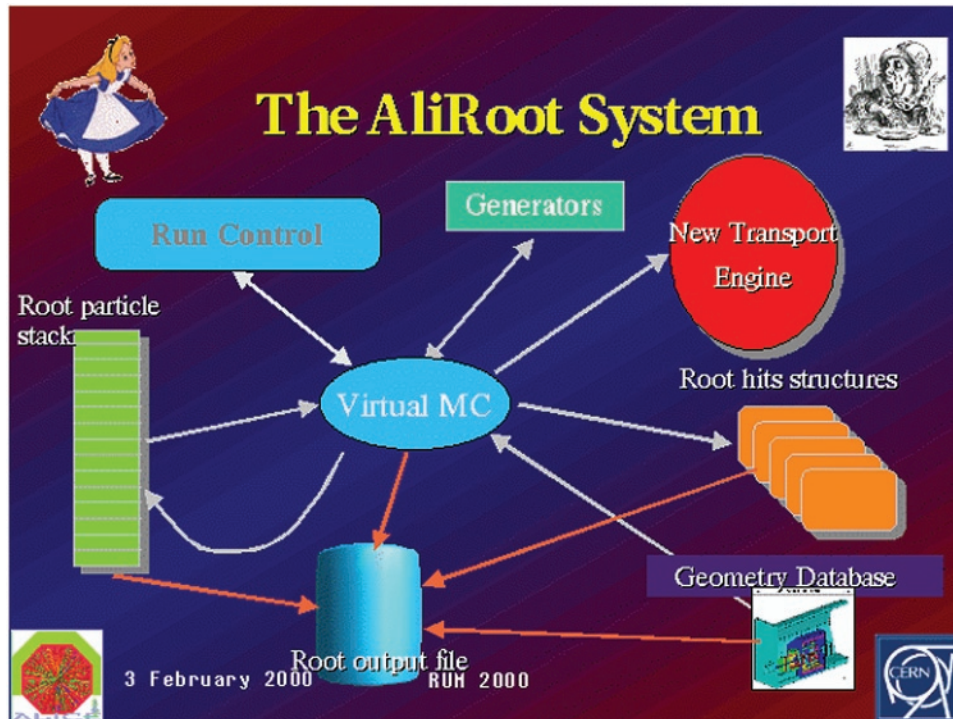 The AliRoot System
Run Control
Generators
New Transport
Engine
Root particle
stack
Virtual MC
Root hits structures
Geometry Database
Root output file
3 February 2000
RUM 2000
CERN